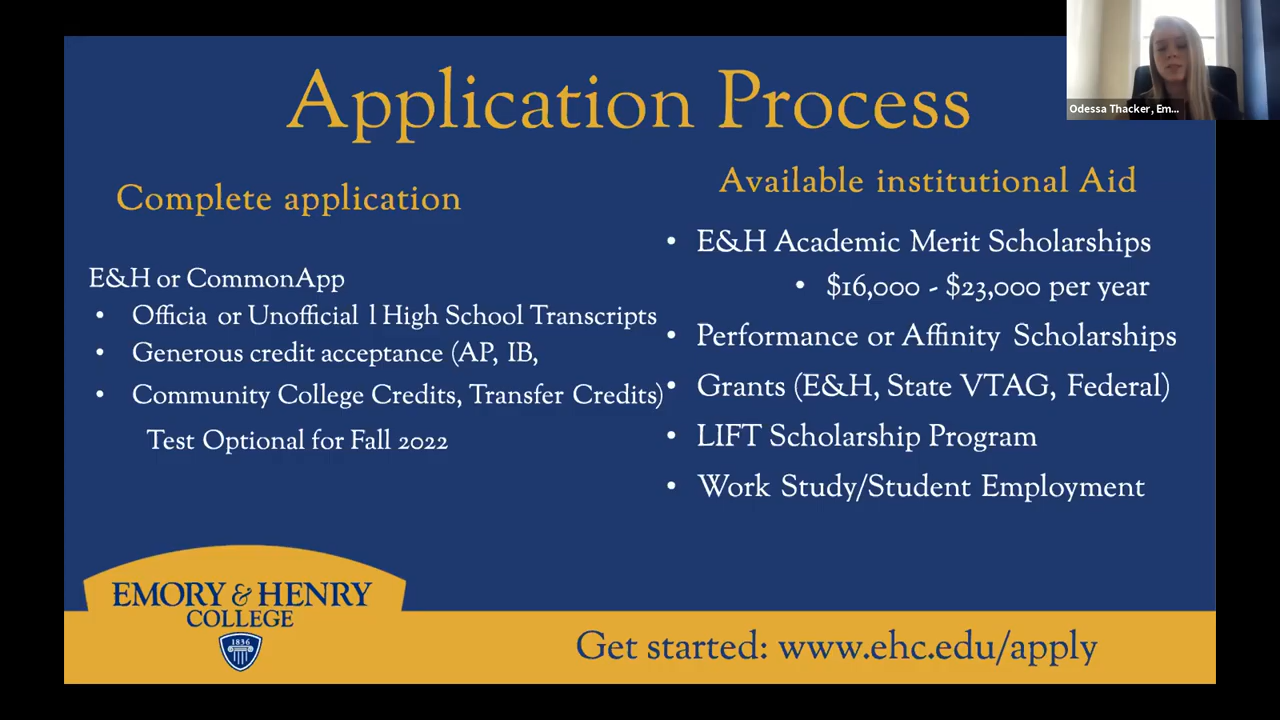 Application Process
Complete application
E&H or CommonApp
• Officia or Unofficial l High School Transcripts
• Generous credit acceptance (AP, IB,
• Community College Credits, Transfer Credits)
Test Optional for Fall 2022
Available institutional Aid
• E&H Academic Merit Scholarships
• $16,000 - $23,000 per year
• Performance or Affinity Scholarships
• Grants (E&H, State VTAG, Federal)
• LIFT Scholarship Program
• Work Study/Student Employment
EMORY & HENRY
COLLEGE
1836
Get started: www.ehc.edu/apply
Odessa Thacker, Em...